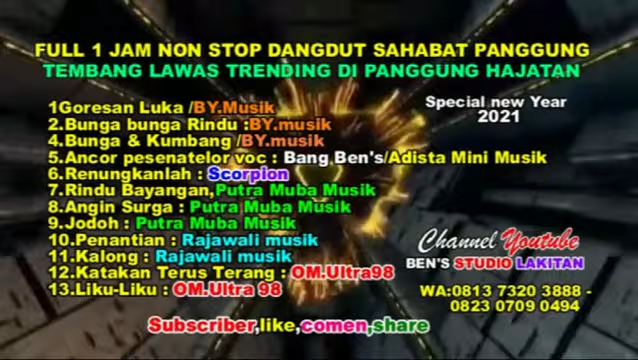 FULL 1 JAM NON STOP DANGDUT SAHABAT PANGGUNG
TEMBANG LAWAS TRENDING DI PANGGUNG HAJATAN
Special new Year
2021
1Goresan Luka /BY.Musik
2.Bunga bunga Rindu :BY.musik
4.Bunga & Kumbang /BY.musik
5.Ancor pesenatelor voc : Bang Ben's/Adista Mini Musik
6.Renungkanlah : Scorpion
7.Rindu Bayangan,Putra Muba Musik
8.Angin Surga : Putra Muba Musik
9.Jodoh : Putra Muba Musik
10.Penantian : Rajawali musik
11.Kalong : Rajawali musik
12.Katakan Terus Terang : OM.Ultra98
13.Liku-Liku : OM.Ultra 98
Channel Youtube
BEN'S STUDIO LAKITAN
WA:0813 7320 3888 -
0823 0709 0494
Subscriber,like,comen,share